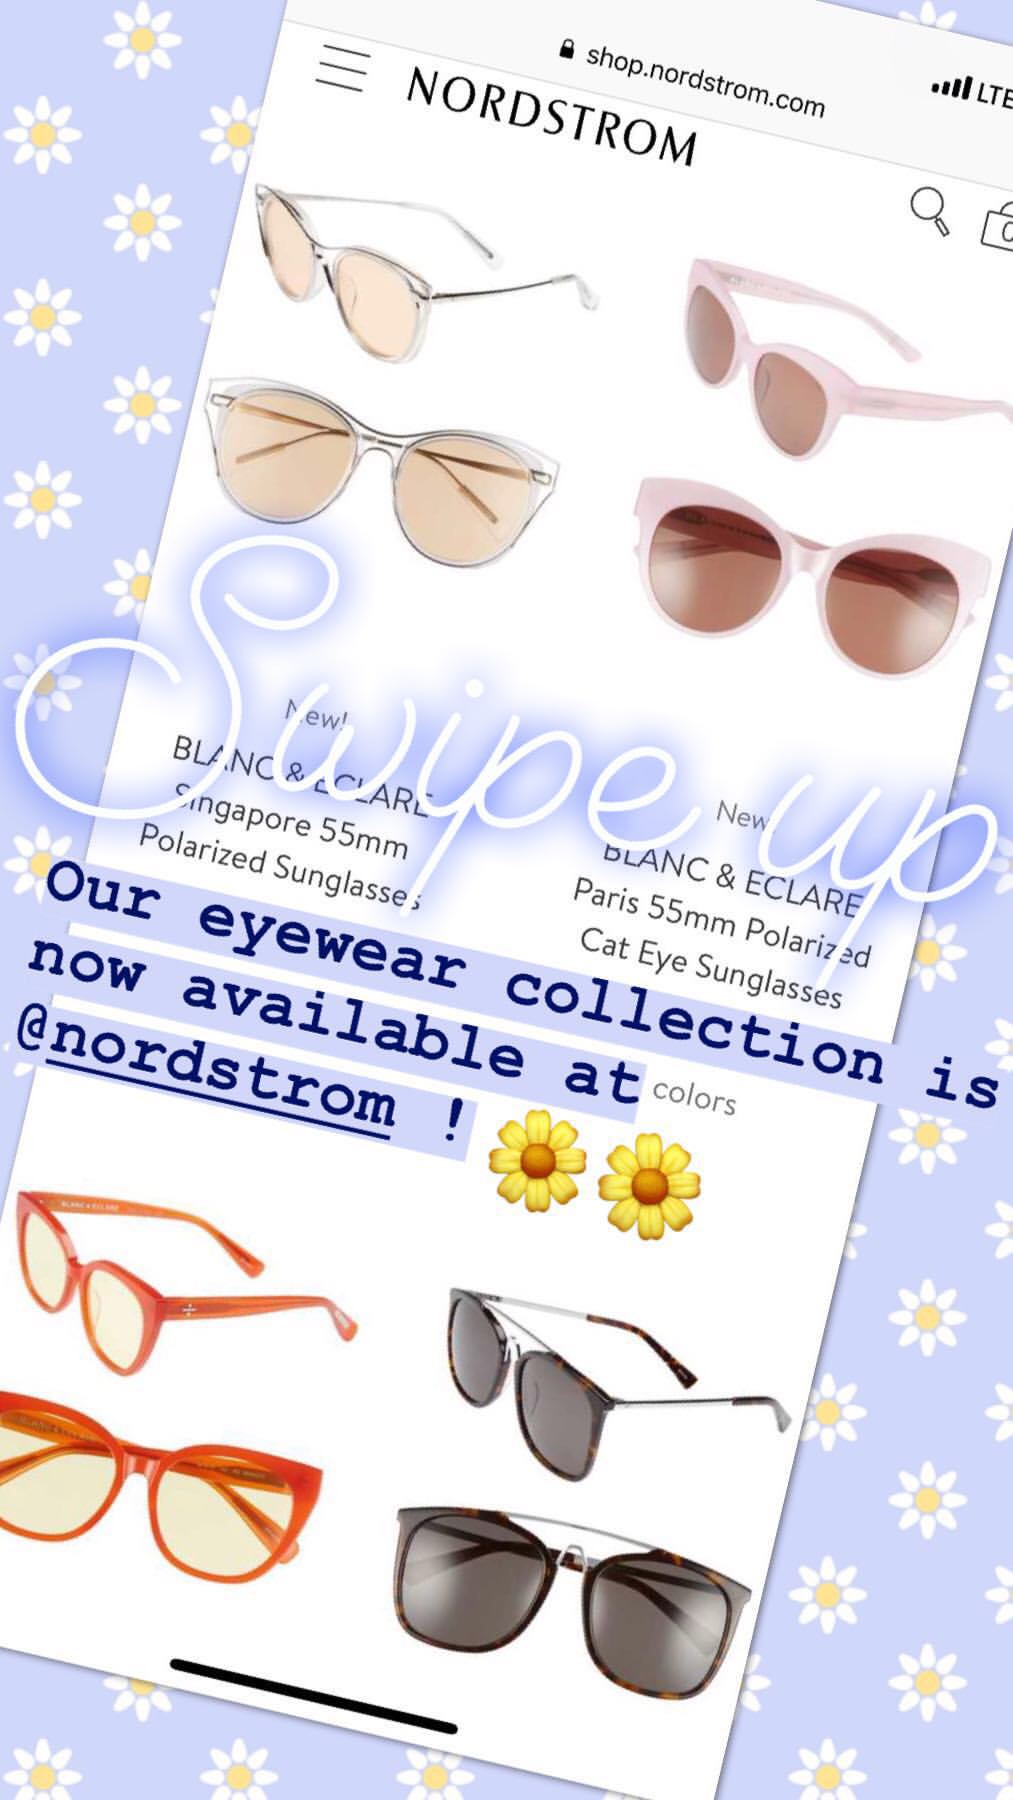 shop.nordstrom.com
LTE
NORDSTROM
0
New!
BLANC & ECLARE
Singapore 55mm
Polarized Sunglasses
New!
BLANC & ECLARE
Paris 55mm Polarized
Cat Eye Sunglasses
Swipe up
Our eyewear collection is
now available at
@nordstrom !
colors
BLANC & ECLARE